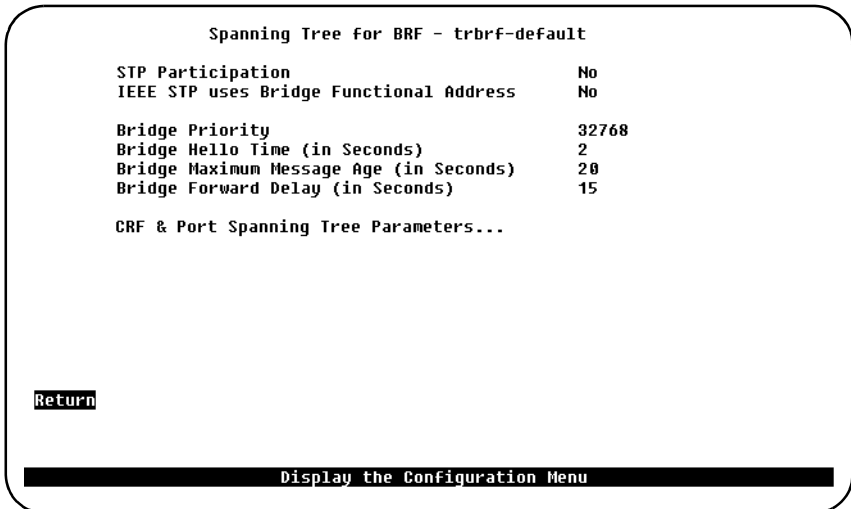 Spanning Tree for BRF - trbrf-default
STP Participation No
IEEE STP uses Bridge Functional Address No
Bridge Priority 32768
Bridge Hello Time (in Seconds) 2
Bridge Maximum Message Age (in Seconds) 20
Bridge Forward Delay (in Seconds) 15
CRF & Port Spanning Tree Parameters...
Return
Display the Configuration Menu